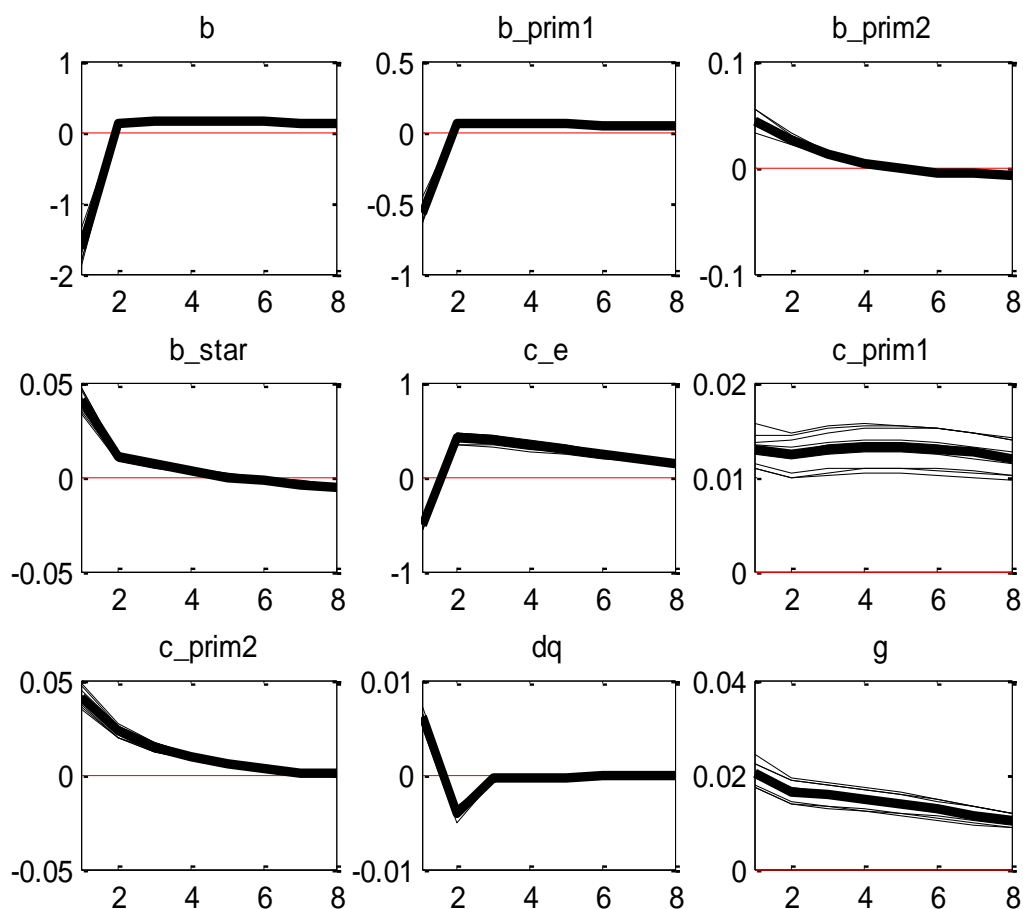 b b_prim1 b_prim2
1 0.5 0.1
0 0 0
-1 -0.5
-2 -1 -0.1
2 4 6 8 2 4 6 8 2 4 6 8
b_star c_e c_prim1
0.05 1 0.02
0 0 0.01
-0.05 -1 0
2 4 6 8 2 4 6 8 2 4 6 8
c_prim2 dq g
0.05 0.01 0.04
0 0 0.02
-0.05 -0.01 0
2 4 6 8 2 4 6 8 2 4 6 8